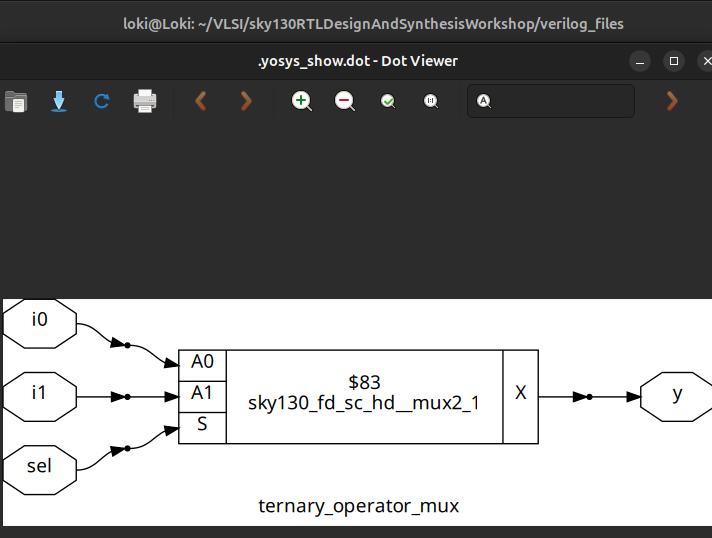 loki@Loki: ~/VLSI/sky130RTLDesignAndSynthesisWorkshop/verilog_files
.yosys_show.dot - Dot Viewer
A
i0
i1
sel
A0
A1
S
$83
sky130_fd_sc_hd__mux2_1
X
y
ternary_operator_mux